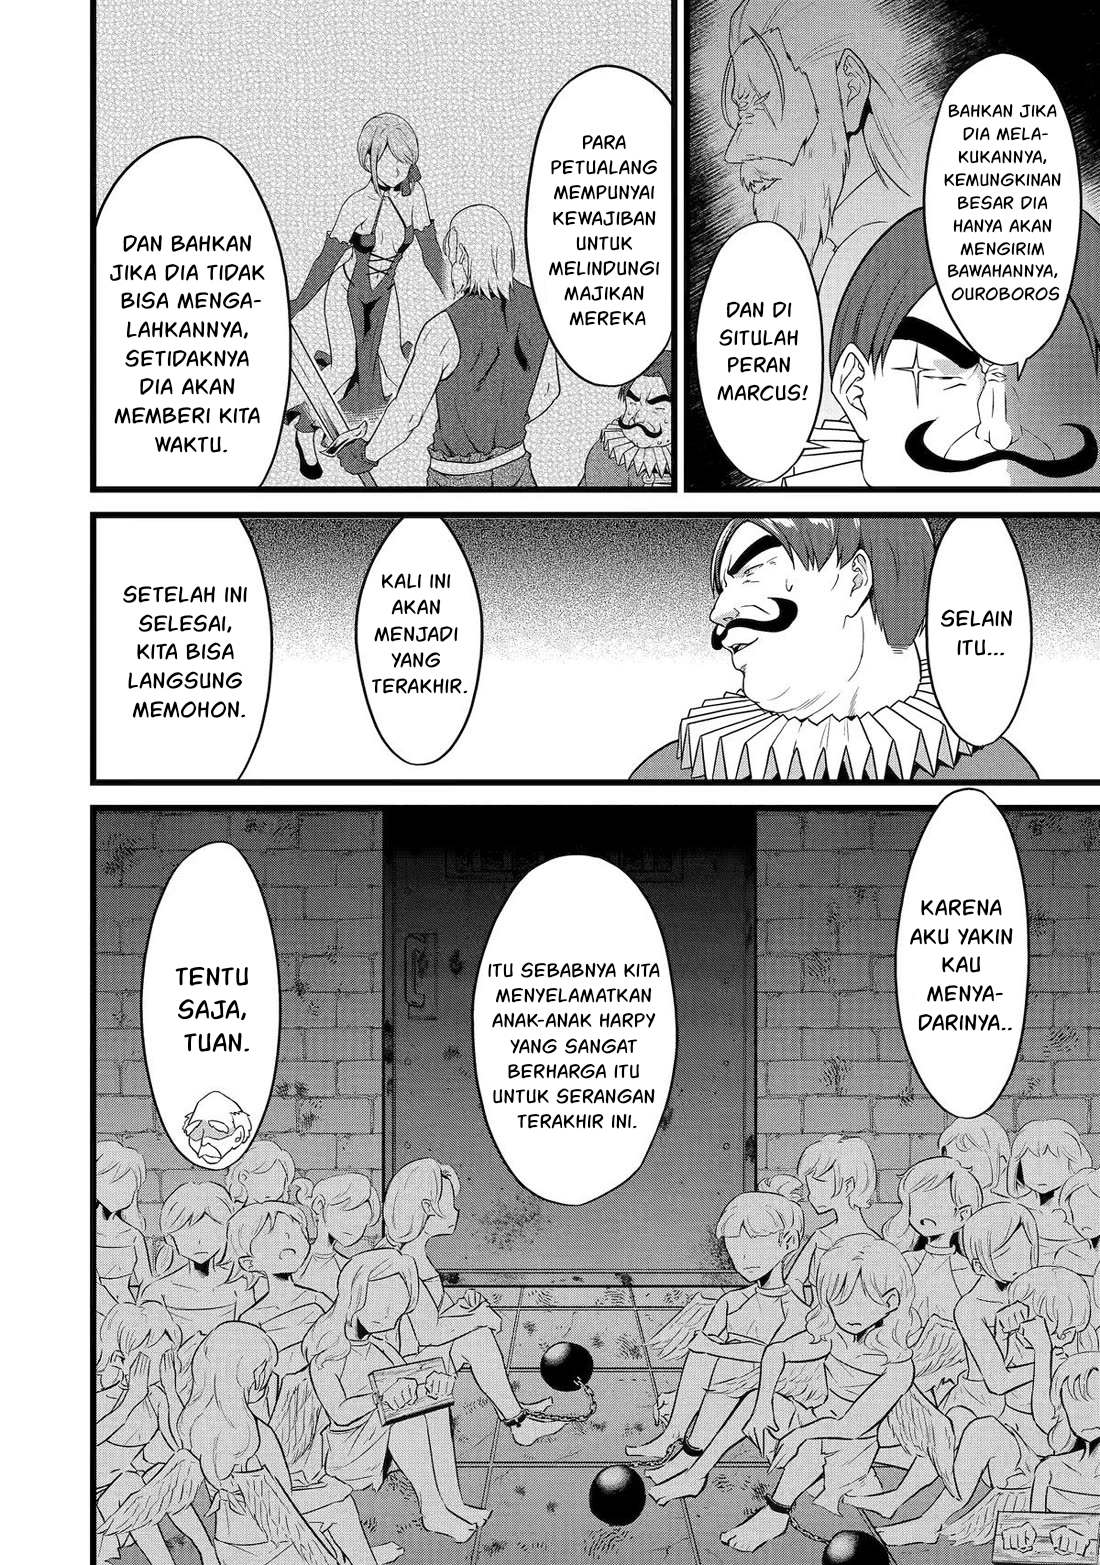 BAHKAN JIKA
DIA MELA-
KUKANNYA,
KEMUNGKINAN
BESAR DIA
HANYA AKAN
MENGIRIM
BAWAHANNYA,
OUROBOROS
DAN DI
SITULAH
PERAN
MARCUS!
PARA
PETUALANG
MEMPUNYAI
KEWAJIBAN
UNTUK
MELINDUNGI
MAJIKAN
MEREKA
DAN BAHKAN
JIKA DIA TIDAK
BISA MENGA-
LAHKANNYA,
SETIDAKNYA
DIA AKAN
MEMBERI KITA
WAKTU.
SELAIN
ITU...
KALI INI
AKAN
MENJADI
YANG
TERAKHIR.
SETELAH INI
SELESAI,
KITA BISA
LANGSUNG
MEMOHON.
KARENA
AKU YAKIN
KAU
MENYA-
DARINYA..
ITU SEBABNYA KITA
MENYELAMATKAN
ANAK-ANAK HARPY
YANG SANGAT
BERHARGA ITU
UNTUK SERANGAN
TERAKHIR INI.
TENTU
SAJA,
TUAN.